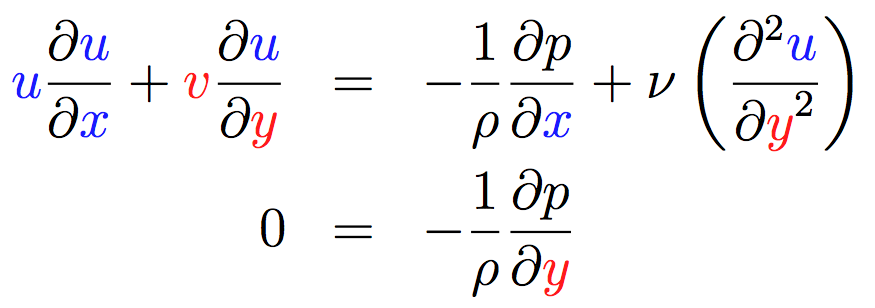 u ∂u/∂x + v ∂u/∂y = −1/ρ ∂p/∂x + ν (∂²u/∂y²)
0 = −1/ρ ∂p/∂y